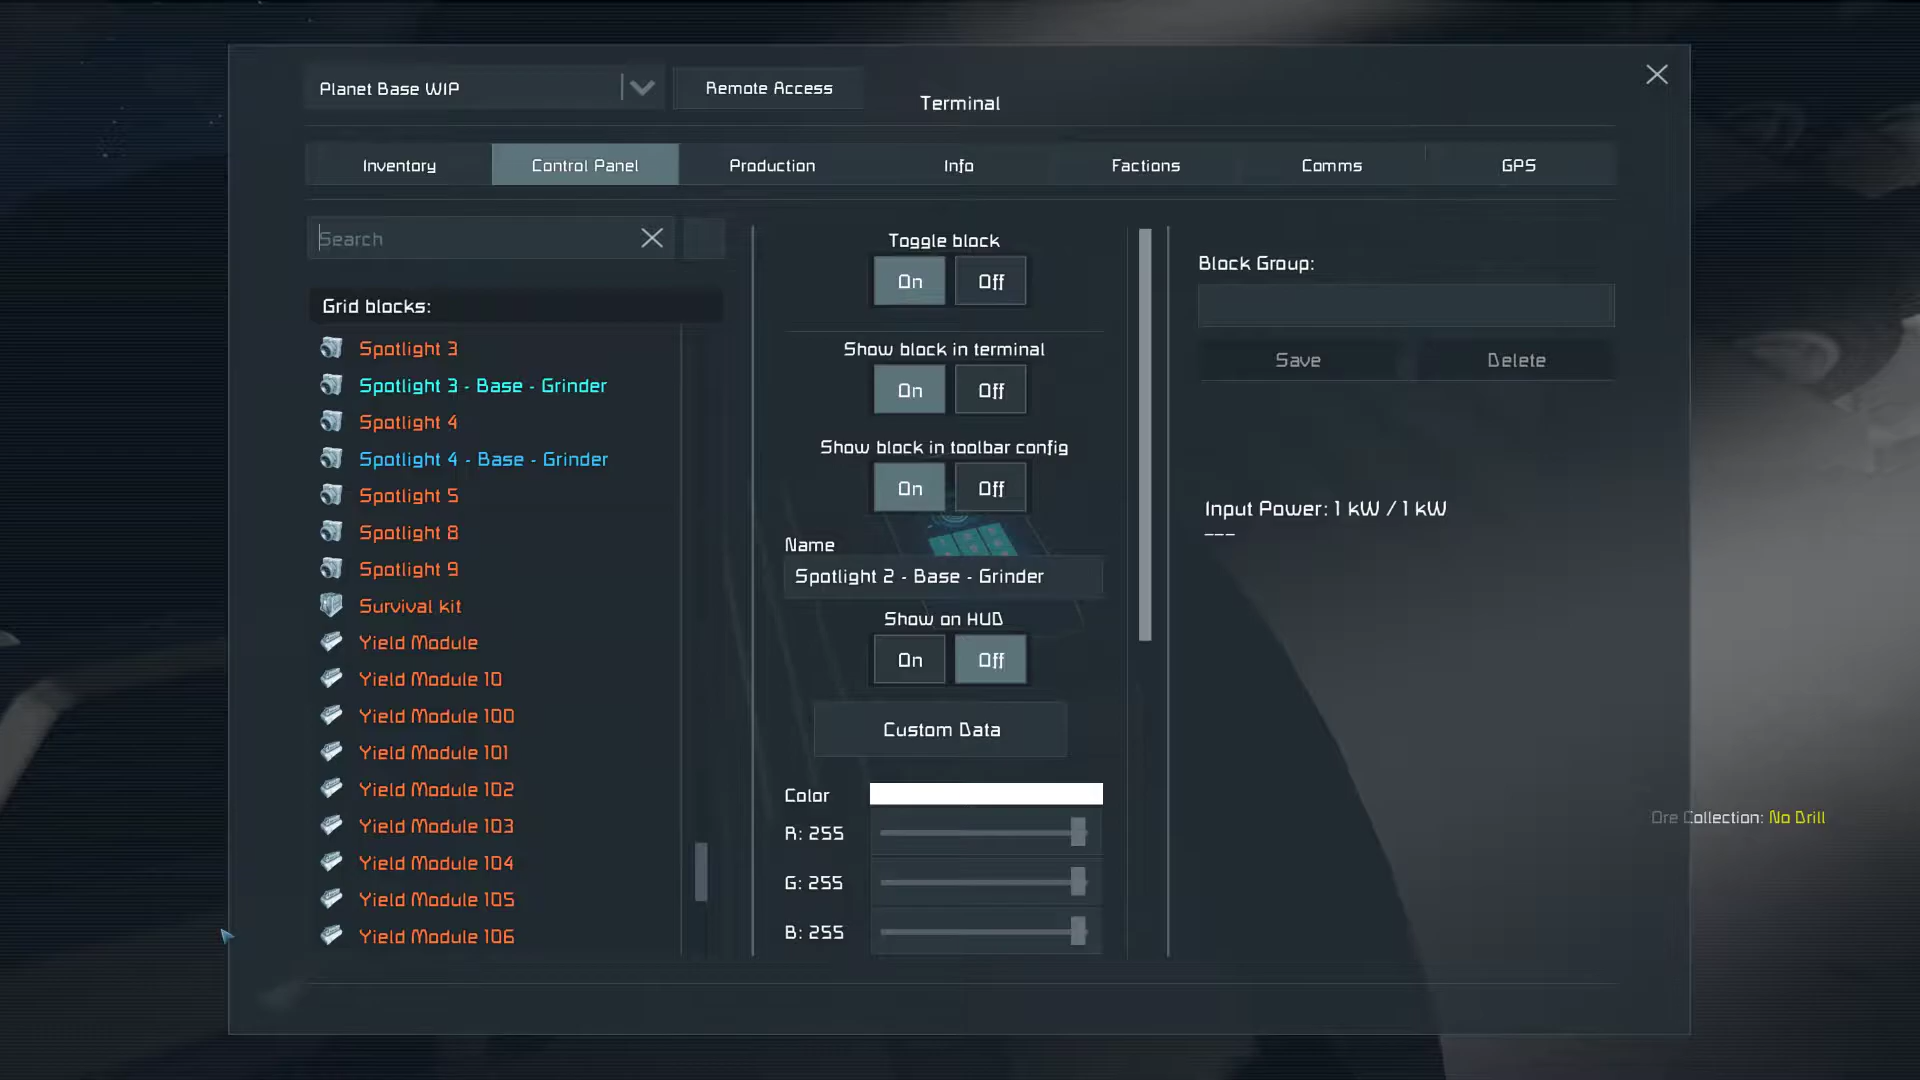 Planet Base WIP
Remote Access
Terminal
Inventory
Control Panel
Production
Info
Factions
Comms
GPS
Search
Grid blocks:
Spotlight 3
Spotlight 3 - Base - Grinder
Spotlight 4
Spotlight 4 - Base - Grinder
Spotlight 5
Spotlight 8
Spotlight 9
Survival kit
Yield Module
Yield Module 10
Yield Module 100
Yield Module 101
Yield Module 102
Yield Module 103
Yield Module 104
Yield Module 105
Yield Module 106
Toggle block
On Off
Show block in terminal
On Off
Show block in toolbar config
On Off
Name
Spotlight 2 - Base - Grinder
Show on HUD
On Off
Custom Data
Color
R: 255
G: 255
B: 255
Block Group:
Save Delete
Input Power: 1 kW / 1 kW
---
Ore Collection: No Drill